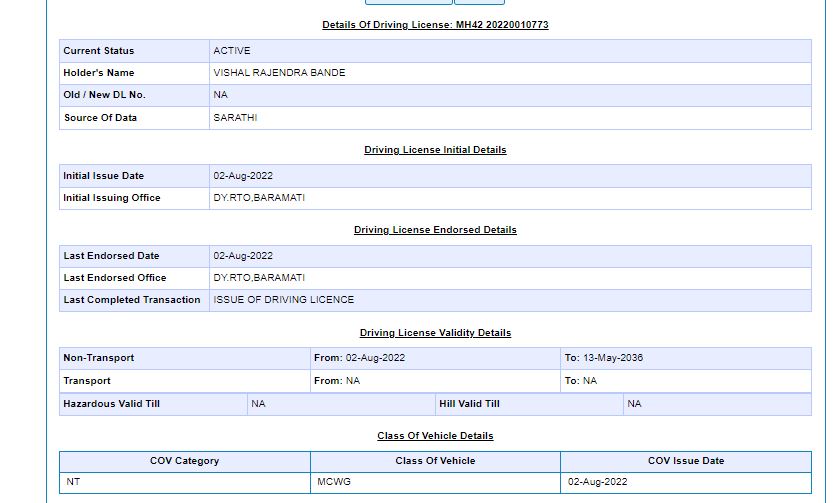 Details Of Driving License: MH42 20220010773
Current Status ACTIVE
Holder's Name VISHAL RAJENDRA BANDE
Old / New DL No. NA
Source Of Data SARATHI
Driving License Initial Details
Initial Issue Date 02-Aug-2022
Initial Issuing Office DY.RTO,BARAMATI
Driving License Endorsed Details
Last Endorsed Date 02-Aug-2022
Last Endorsed Office DY.RTO,BARAMATI
Last Completed Transaction ISSUE OF DRIVING LICENCE
Driving License Validity Details
Non-Transport From: 02-Aug-2022 To: 13-May-2036
Transport From: NA To: NA
Hazardous Valid Till NA Hill Valid Till NA
Class Of Vehicle Details
COV Category Class Of Vehicle COV Issue Date
NT MCWG 02-Aug-2022